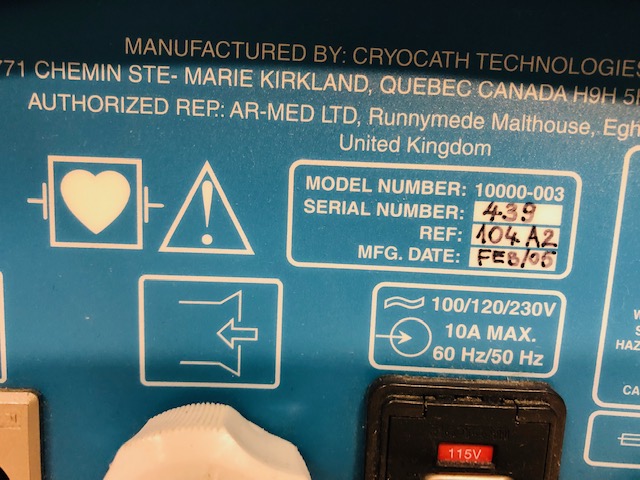 MANUFACTURED BY: CRYOCATH TECHNOLOGIES
771 CHEMIN STE- MARIE KIRKLAND, QUEBEC CANADA H9H
AUTHORIZED REP.: AR-MED LTD, Runnymede Malthouse,
United Kingdom
MODEL NUMBER: 10000-003
SERIAL NUMBER: 439
REF: 104A2
MFG. DATE: FEB/05
100/120/230V
10A MAX.
60 Hz/50 Hz
115V